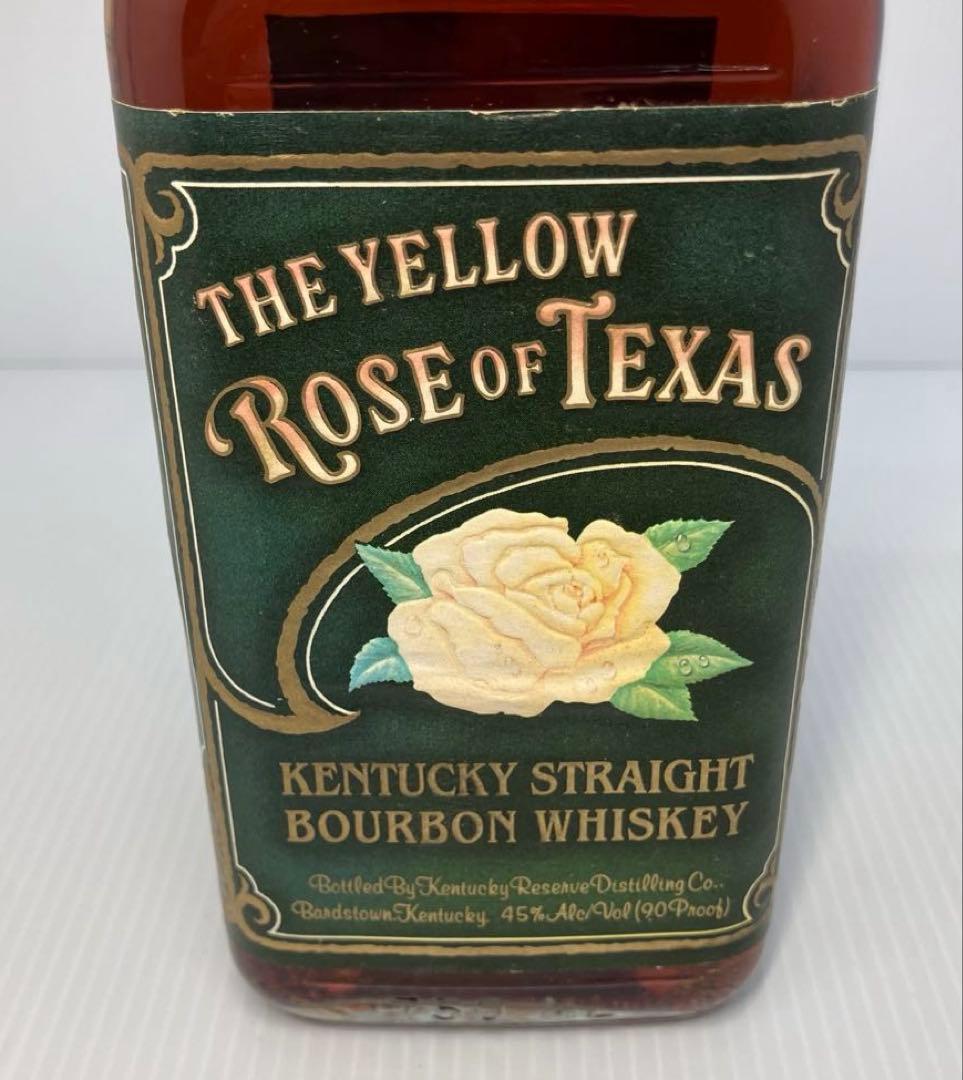 THE YELLOW
ROSE OF TEXAS
KENTUCKY STRAIGHT
BOURBON WHISKEY
Bottled By Kentucky Reserve Distilling Co..
Bardstown. Kentucky. 45% Alc/Vol (90 Proof)